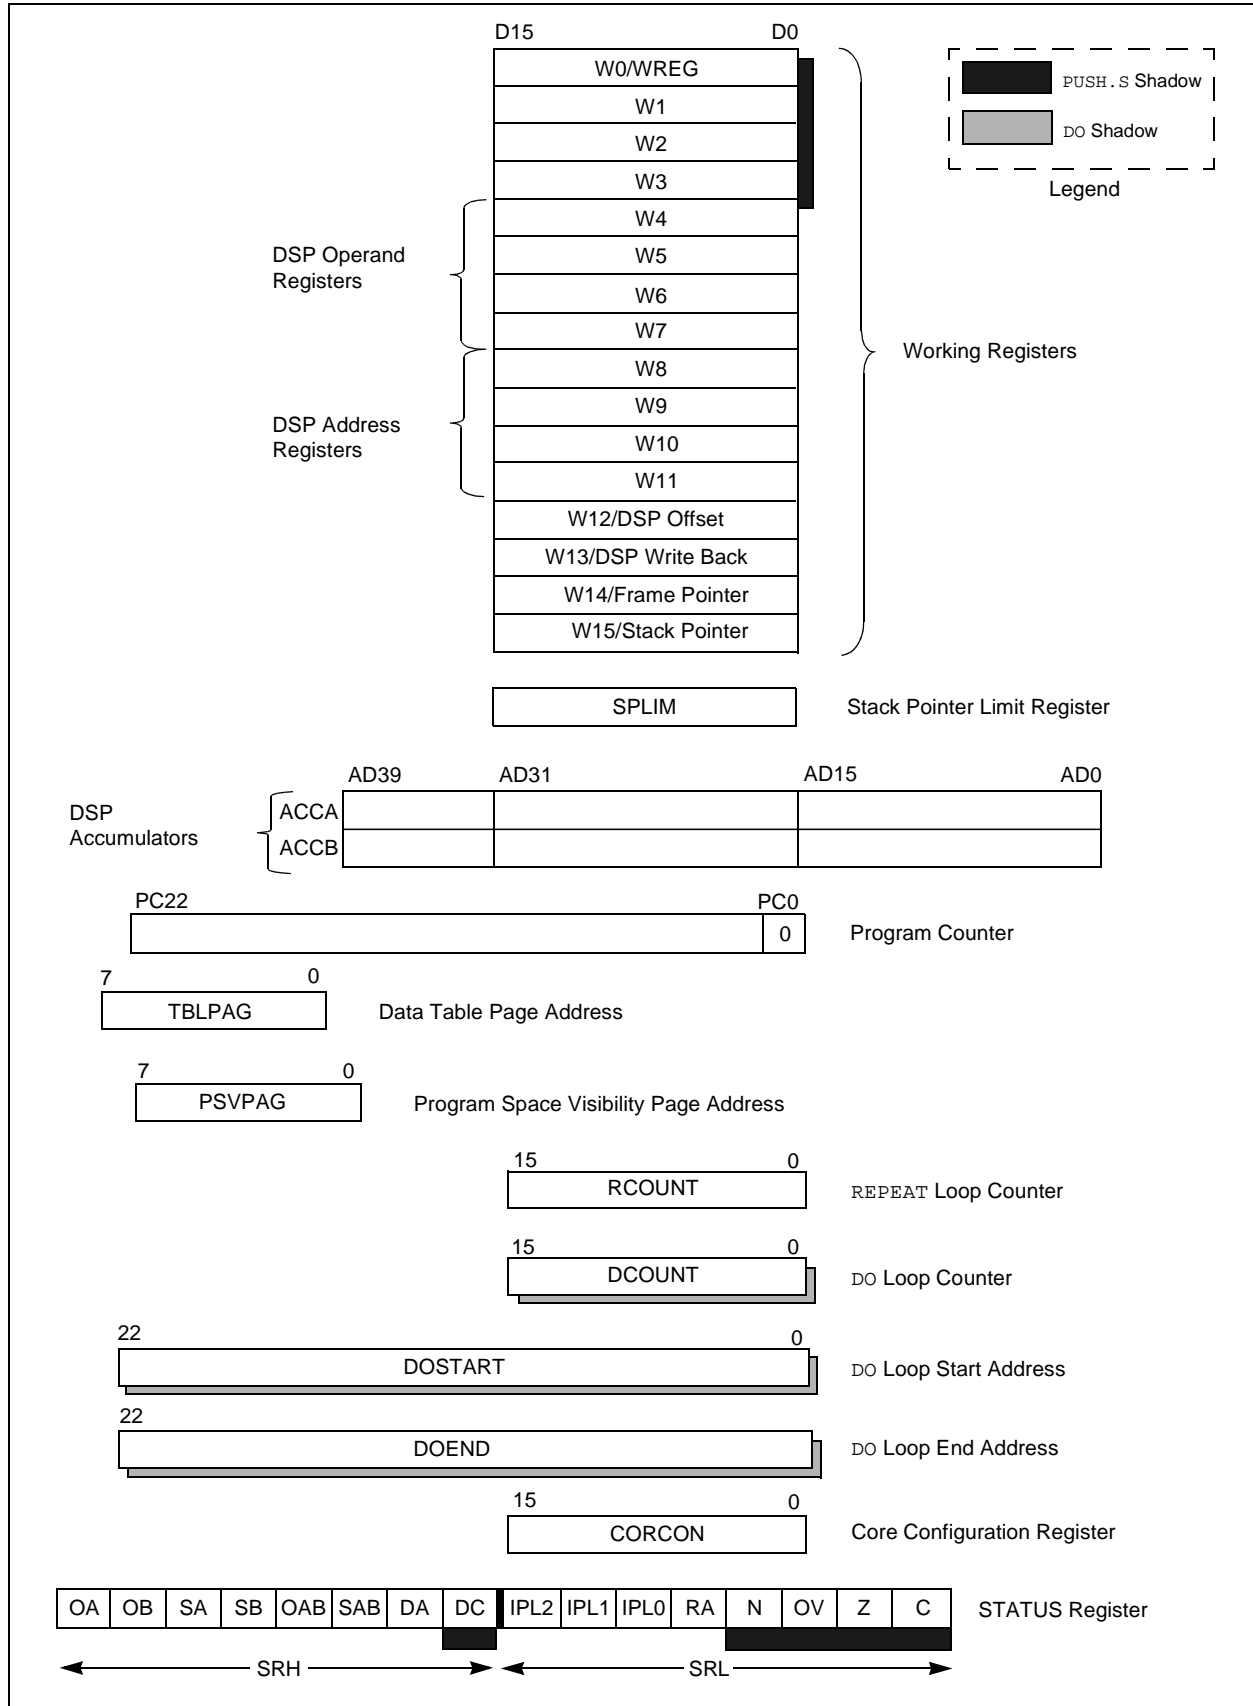 D15 D0
W0/WREG
W1
W2
W3
W4
W5
W6
W7
W8
W9
W10
W11
W12/DSP Offset
W13/DSP Write Back
W14/Frame Pointer
W15/Stack Pointer
PUSH.S Shadow
DO Shadow
Legend
DSP Operand
Registers
DSP Address
Registers
Working Registers
SPLIM Stack Pointer Limit Register
AD39 AD31 AD15 AD0
DSP
Accumulators
ACCA
ACCB
PC22 PC0
0 Program Counter
7 0
TBLPAG Data Table Page Address
7 0
PSVPAG Program Space Visibility Page Address
15 0
RCOUNT REPEAT Loop Counter
15 0
DCOUNT DO Loop Counter
22 0
DOSTART DO Loop Start Address
22
DOEND DO Loop End Address
15 0
CORCON Core Configuration Register
OA OB SA SB OAB SAB DA DC IPL2 IPL1 IPL0 RA N OV Z C STATUS Register
SRH SRL